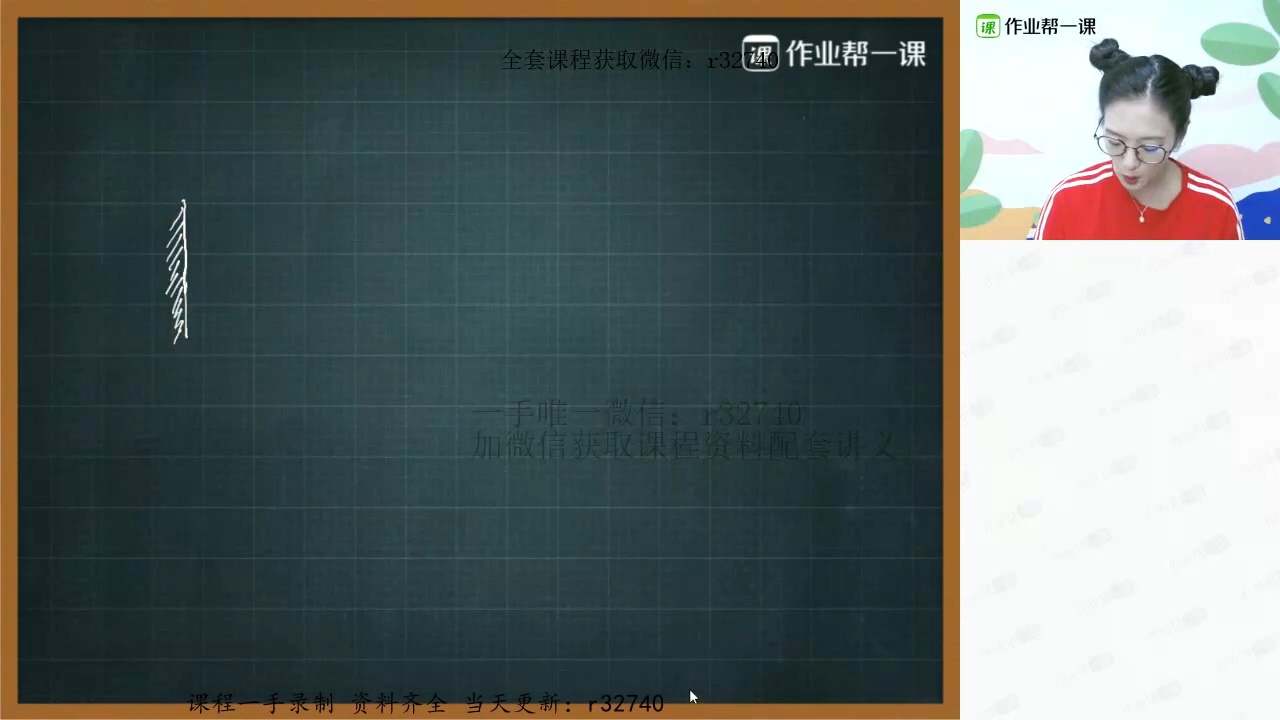 全套课程获取微信：r32740
课 作业帮一课
课 作业帮一课
一手唯一微信：r32740
加微信获取课程资料配套讲义
课程一手录制 资料齐全 当天更新：r32740